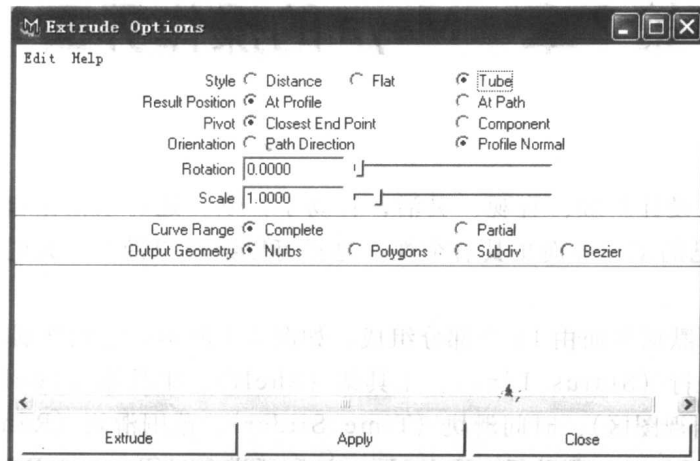 Extrude Options
Edit Help
Style Distance Flat Tube
Result Position At Profile At Path
Pivot Closest End Point Component
Orientation Path Direction Profile Normal
Rotation 0.0000
Scale 1.0000
Curve Range Complete Partial
Output Geometry Nurbs Polygons Subdiv Bezier
Extrude Apply Close